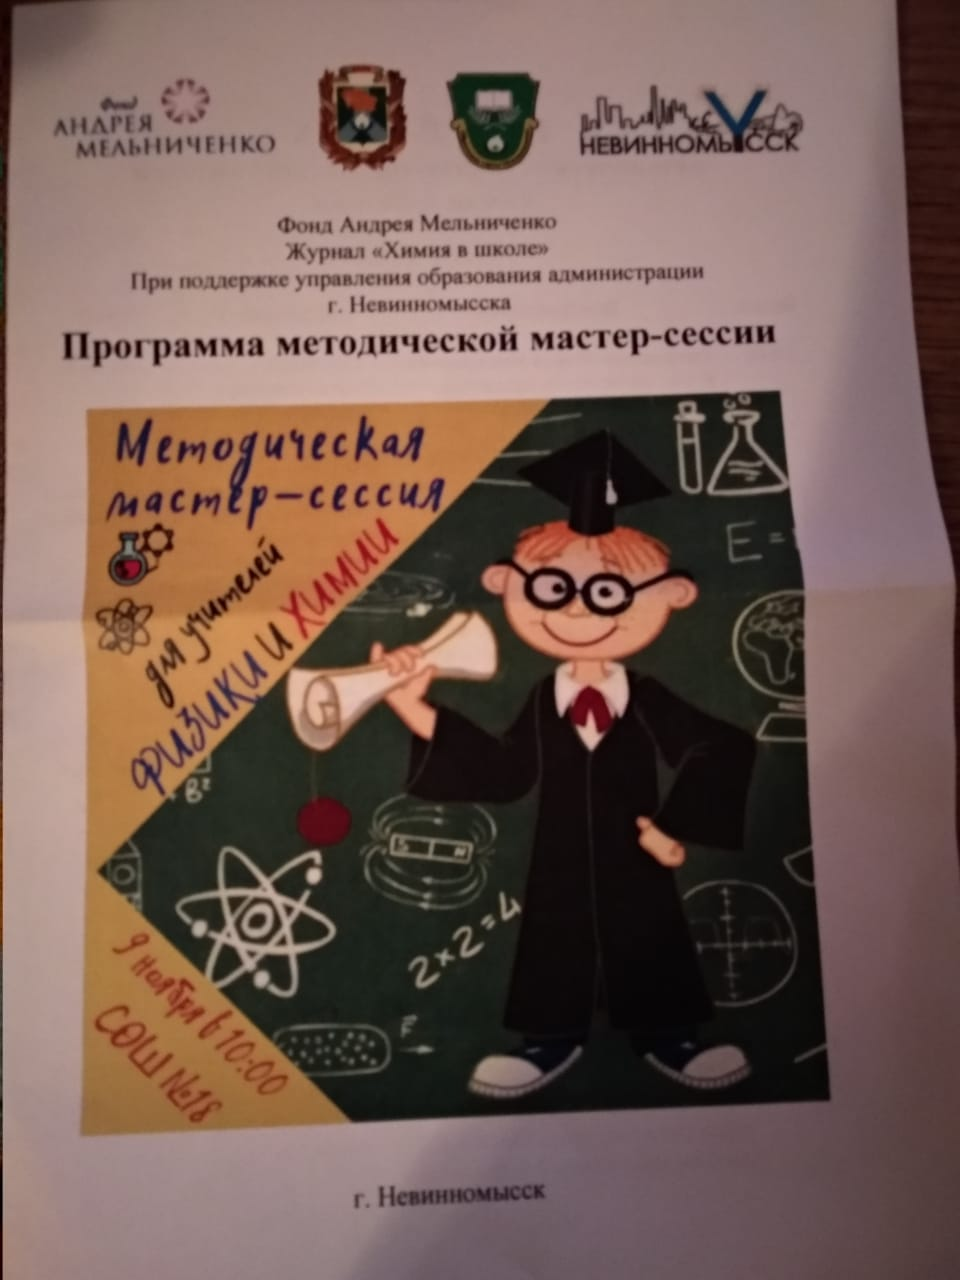 Фонд
АНДРЕЯ
МЕЛЬНИЧЕНКО
НЕВИННОМЫССК
Фонд Андрея Мельниченко
Журнал «Химия в школе»
При поддержке управления образования администрации
г. Невинномысска
Программа методической мастер-сессии
Методическая
мастер-сессия
для учителей
ФИЗИКИ И ХИМИИ
E =
B²
S N
2×2=4
F
9 ноября в 10:00
СОШ №18
г. Невинномысск